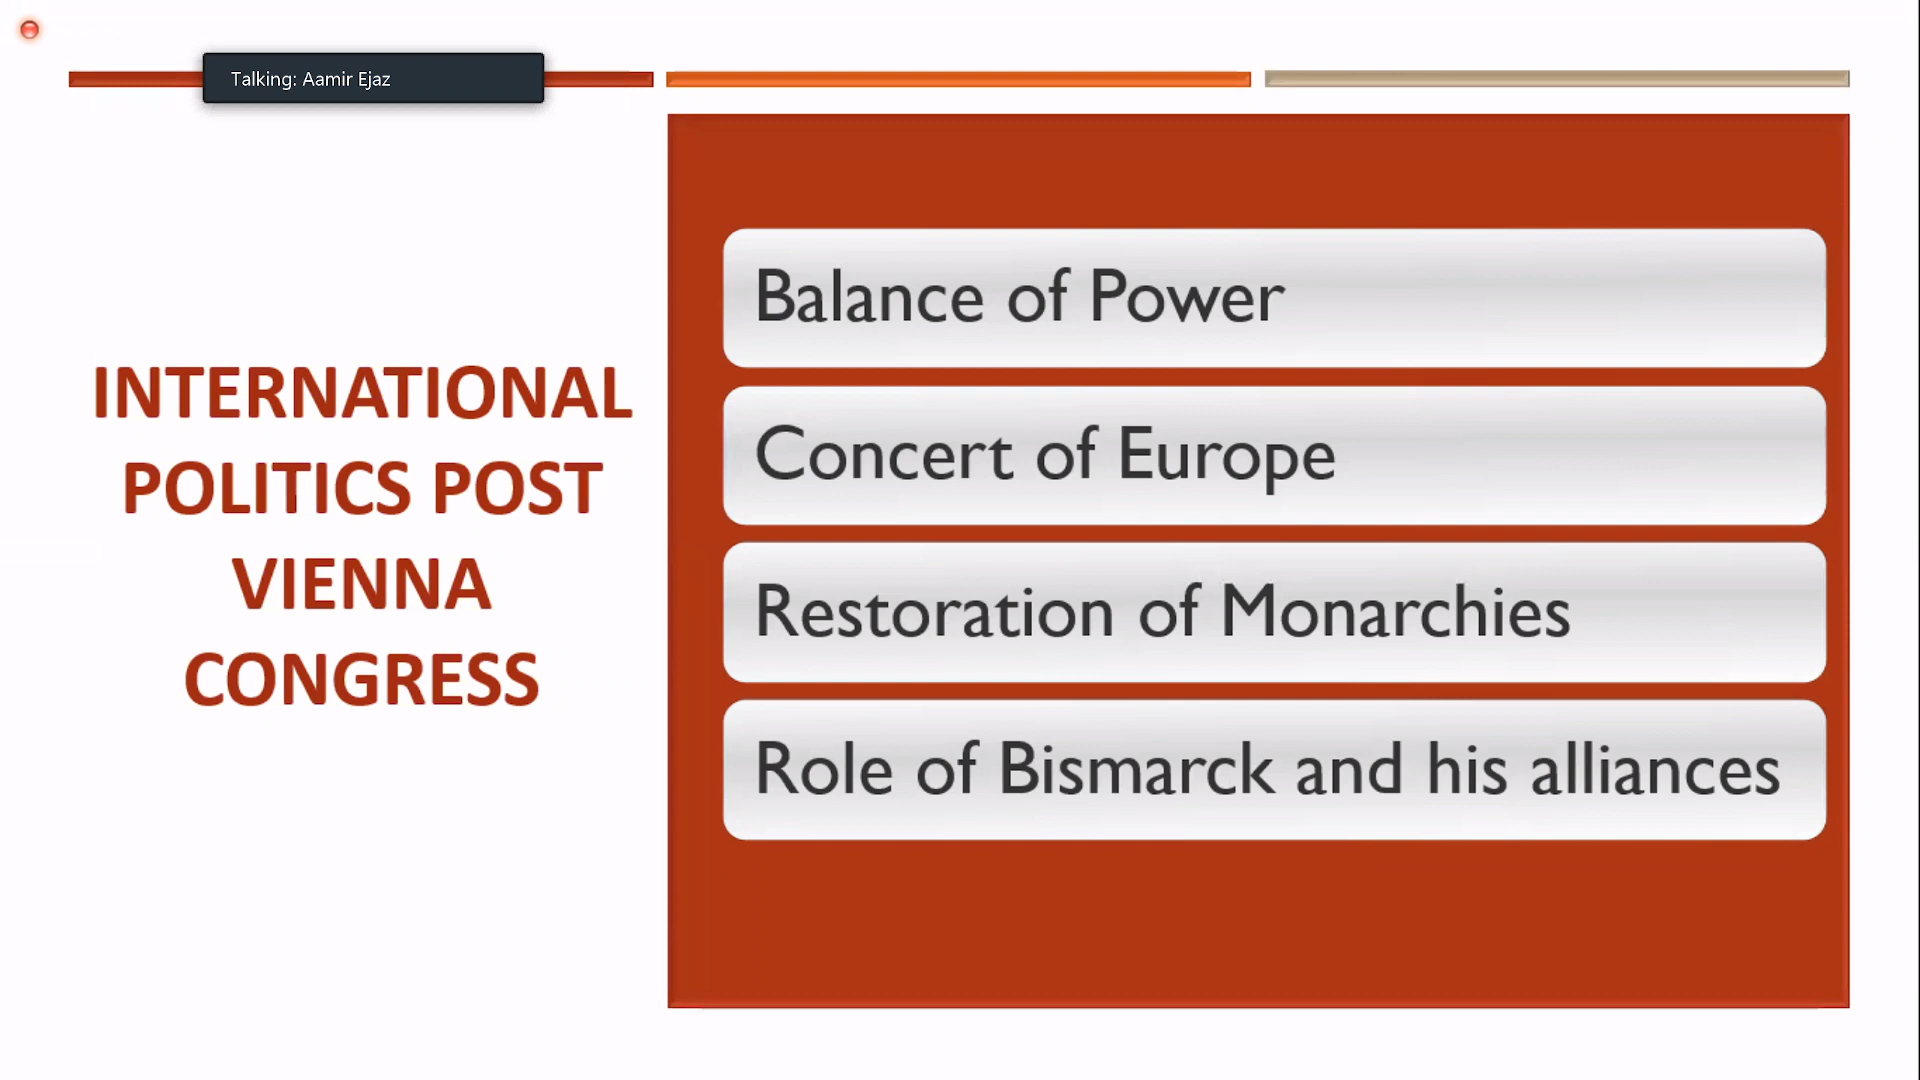 Talking: Aamir Ejaz
INTERNATIONAL
POLITICS POST
VIENNA
CONGRESS
Balance of Power
Concert of Europe
Restoration of Monarchies
Role of Bismarck and his alliances